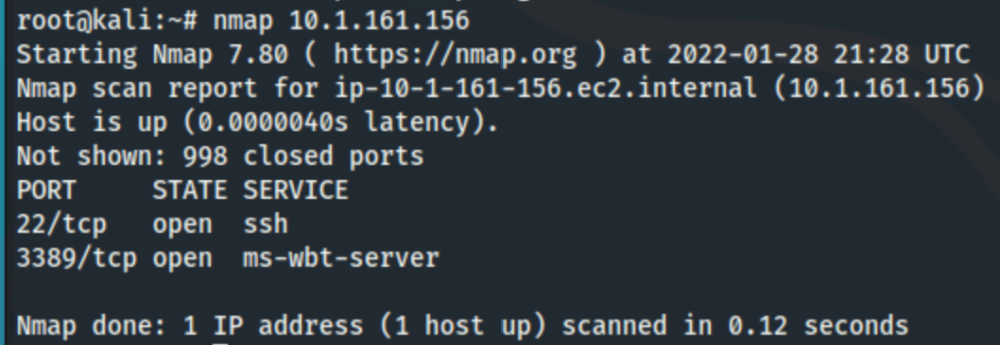 root@kali:~# nmap 10.1.161.156
Starting Nmap 7.80 ( https://nmap.org ) at 2022-01-28 21:28 UTC
Nmap scan report for ip-10-1-161-156.ec2.internal (10.1.161.156)
Host is up (0.0000040s latency).
Not shown: 998 closed ports
PORT     STATE SERVICE
22/tcp   open  ssh
3389/tcp open  ms-wbt-server
Nmap done: 1 IP address (1 host up) scanned in 0.12 seconds